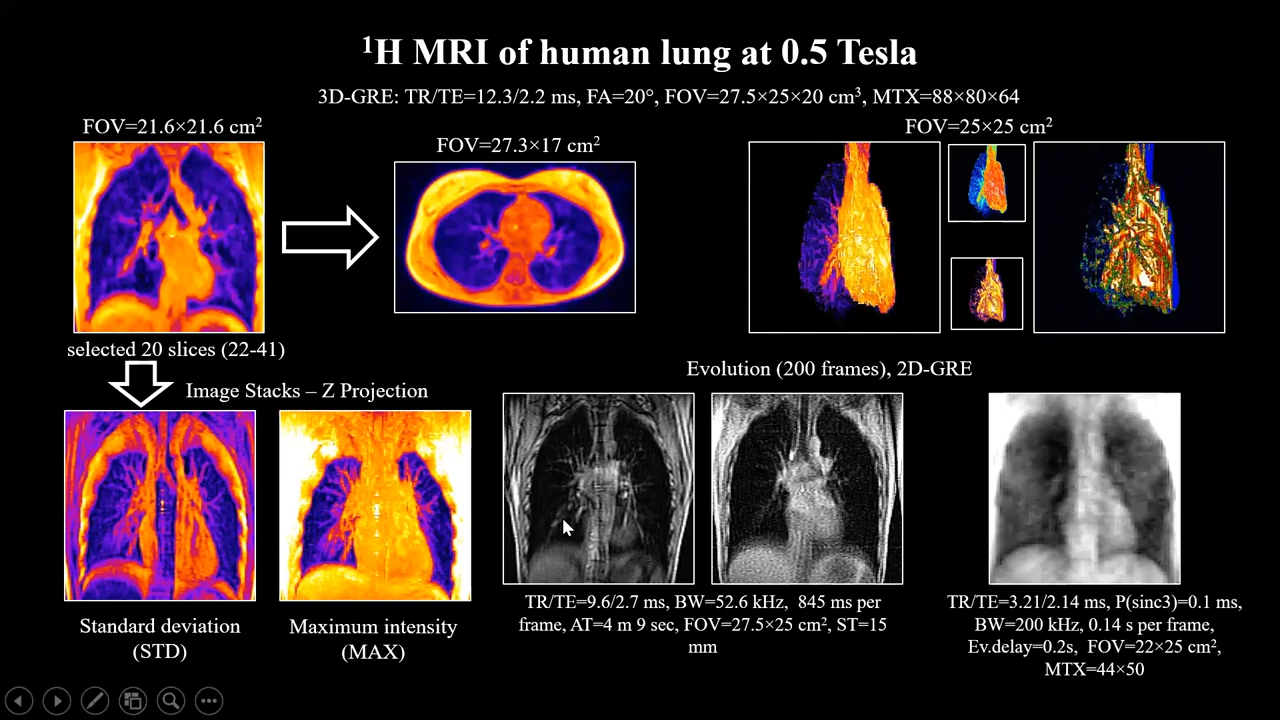 ¹H MRI of human lung at 0.5 Tesla
3D-GRE: TR/TE=12.3/2.2 ms, FA=20°, FOV=27.5×25×20 cm³, MTX=88×80×64
FOV=21.6×21.6 cm²
FOV=27.3×17 cm²
FOV=25×25 cm²
selected 20 slices (22-41)
Image Stacks – Z Projection
Standard deviation
(STD)
Maximum intensity
(MAX)
Evolution (200 frames), 2D-GRE
TR/TE=9.6/2.7 ms, BW=52.6 kHz, 845 ms per
frame, AT=4 m 9 sec, FOV=27.5×25 cm², ST=15
mm
TR/TE=3.21/2.14 ms, P(sinc3)=0.1 ms,
BW=200 kHz, 0.14 s per frame,
Ev.delay=0.2s, FOV=22×25 cm²,
MTX=44×50